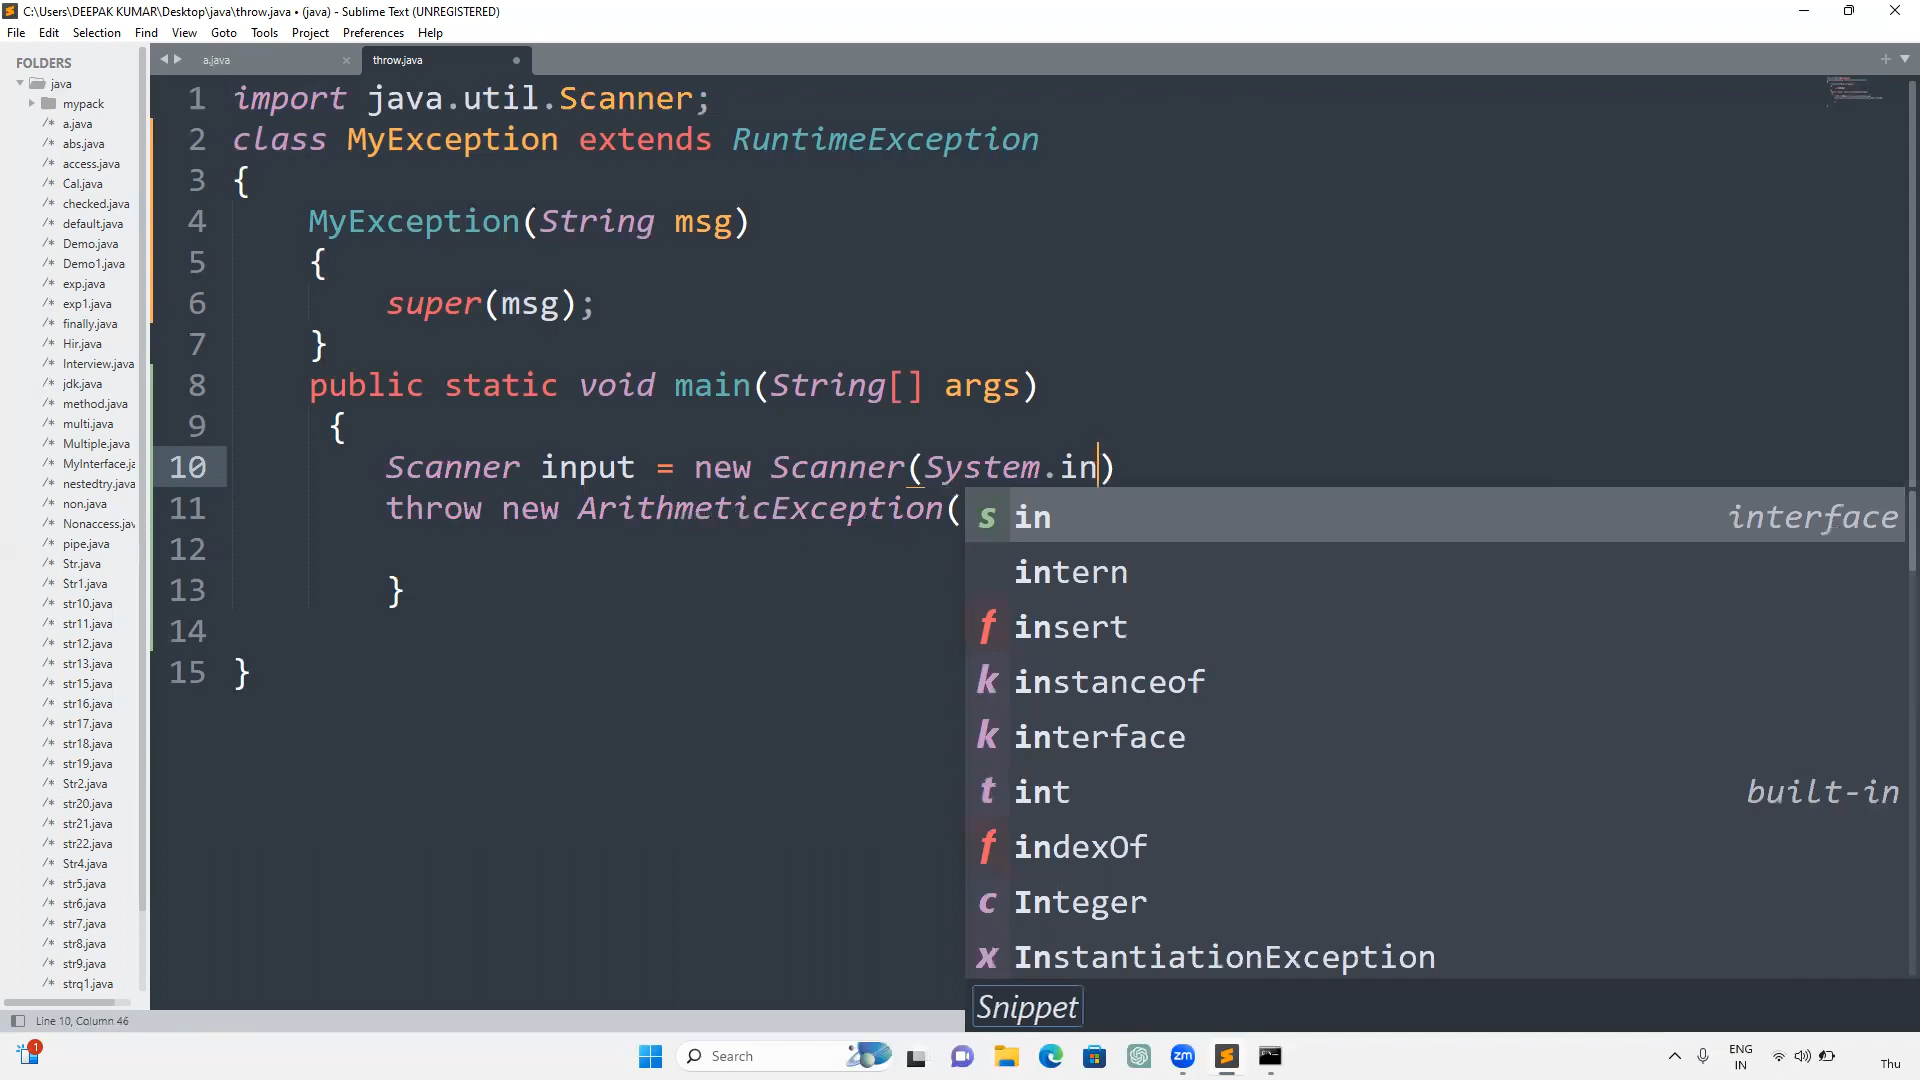 C:\Users\DEEPAK KUMAR\Desktop\java\throw.java • (java) - Sublime Text (UNREGISTERED)
File Edit Selection Find View Goto Tools Project Preferences Help
FOLDERS
java
mypack
a.java
abs.java
access.java
Cal.java
checked.java
default.java
Demo.java
Demo1.java
exp.java
exp1.java
finally.java
Hir.java
Interview.java
jdk.java
method.java
multi.java
Multiple.java
MyInterface.ja
nestedtry.java
non.java
Nonaccess.jav
pipe.java
Str.java
Str1.java
str10.java
str11.java
str12.java
str13.java
str15.java
str16.java
str17.java
str18.java
str19.java
Str2.java
str20.java
str21.java
str22.java
Str4.java
str5.java
str6.java
str7.java
str8.java
str9.java
strq1.java
a.java
throw.java
1 import java.util.Scanner;
2 class MyException extends RuntimeException
3 {
4 MyException(String msg)
5 {
6 super(msg);
7 }
8 public static void main(String[] args)
9 {
10 Scanner input = new Scanner(System.in)
11 throw new ArithmeticException(
12
13 }
14
15 }
s in interface
intern
f insert
k instanceof
k interface
t int built-in
f indexOf
c Integer
x InstantiationException
Snippet
Line 10, Column 46
1
Search
zm
ENG
IN
Thu